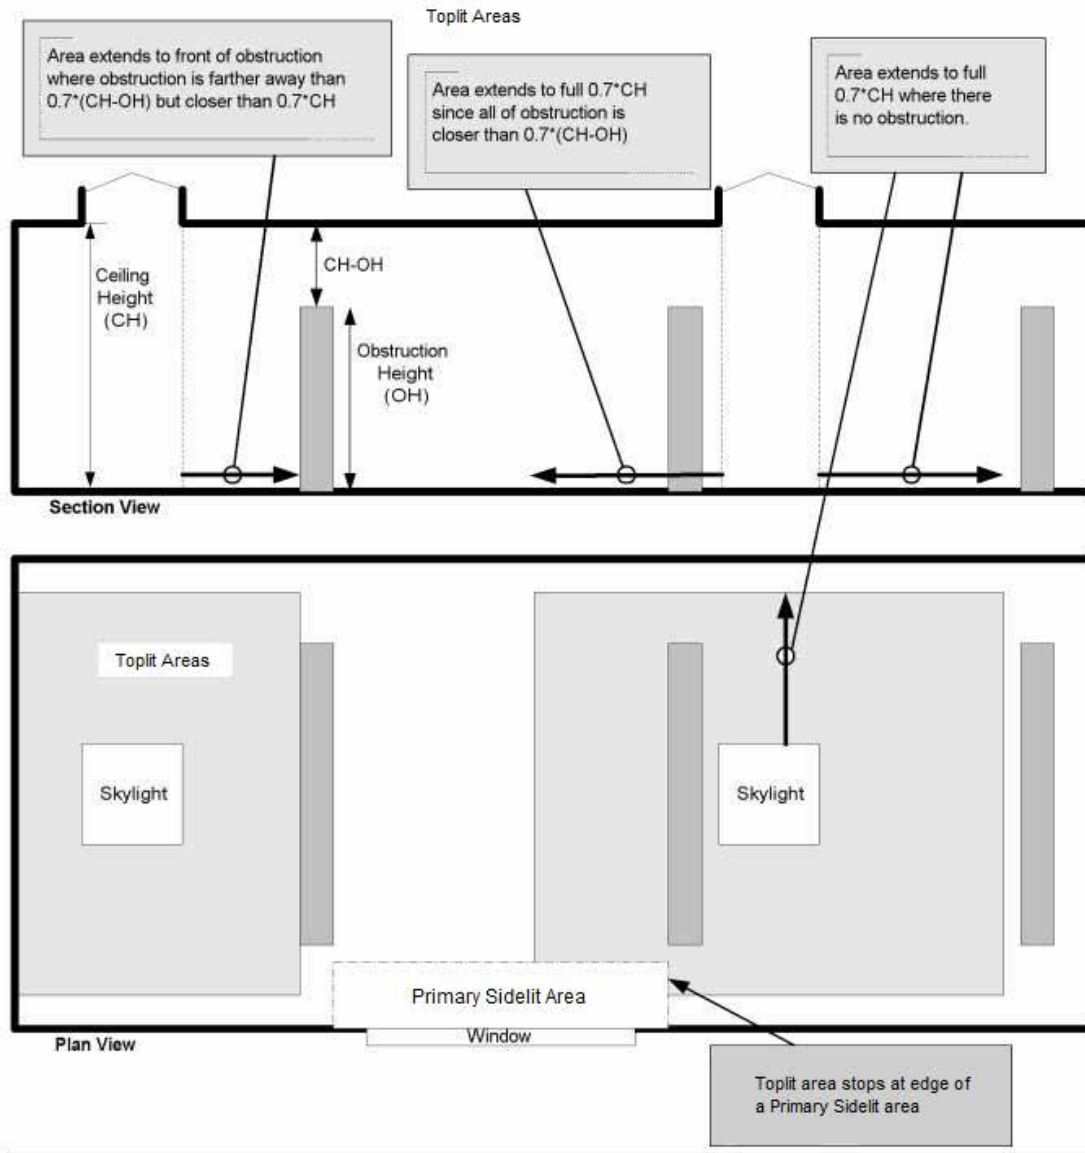 Toplit Areas
Area extends to front of obstruction
where obstruction is farther away than
0.7*(CH-OH) but closer than 0.7*CH
Area extends to full 0.7*CH
since all of obstruction is
closer than 0.7*(CH-OH)
Area extends to full
0.7*CH where there
is no obstruction.
Ceiling
Height
(CH)
CH-OH
Obstruction
Height
(OH)
Section View
Toplit Areas
Skylight
Skylight
Primary Sidelit Area
Window
Plan View
Toplit area stops at edge of
a Primary Sidelit area